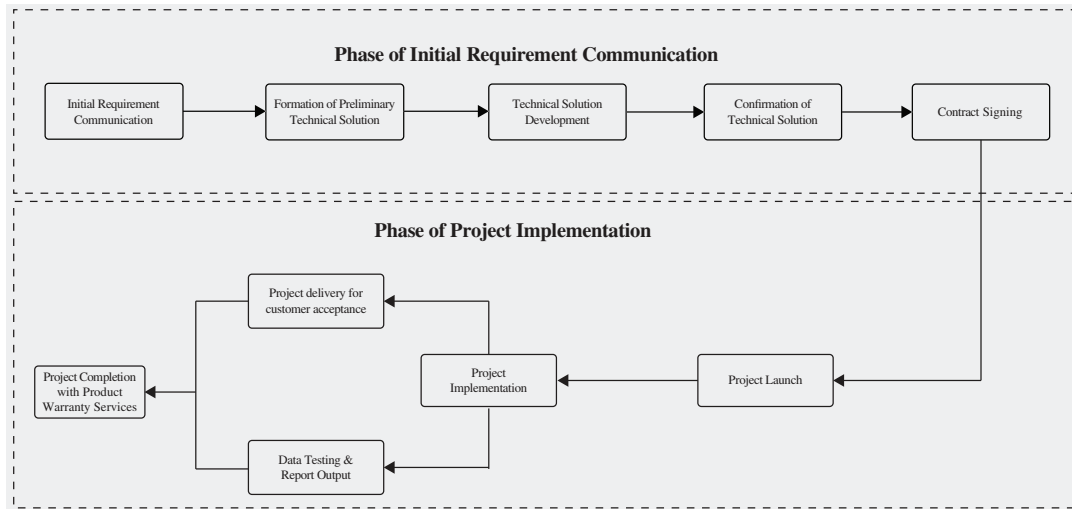 Phase of Initial Requirement Communication
Initial Requirement
Communication
Formation of Preliminary
Technical Solution
Technical Solution
Development
Confirmation of
Technical Solution
Contract Signing
Phase of Project Implementation
Project delivery for
customer acceptance
Project Completion
with Product
Warranty Services
Project
Implementation
Project Launch
Data Testing &
Report Output